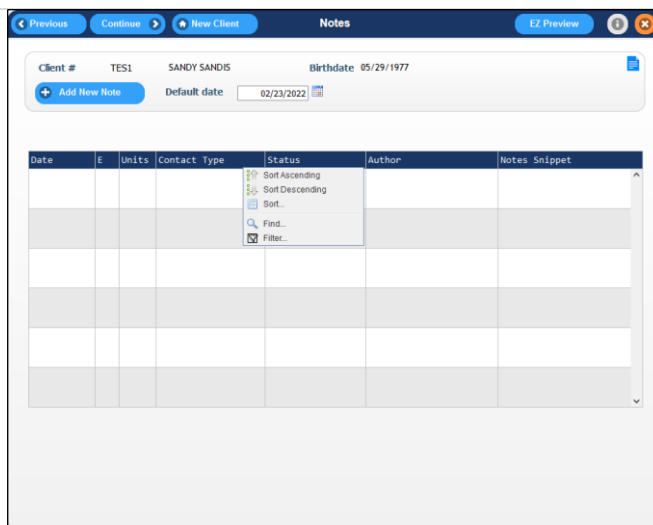 Previous Continue New Client Notes EZ Preview
Client # TES1 SANDY SANDIS Birthdate 05/29/1977
Add New Note Default date 02/23/2022
Date E Units Contact Type Status Author Notes Snippet
Sort Ascending
Sort Descending
Sort...
Find...
Filter...